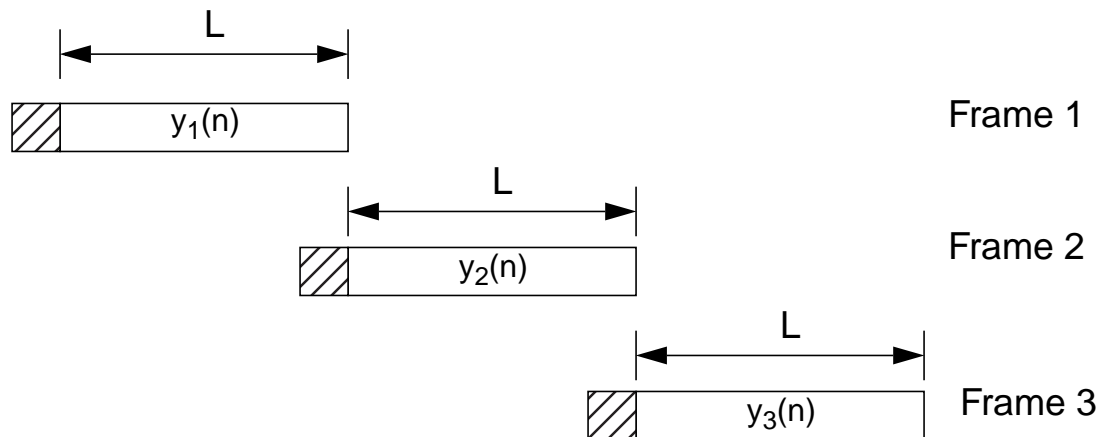 L
y₁(n)
Frame 1
L
y₂(n)
Frame 2
L
y₃(n)
Frame 3